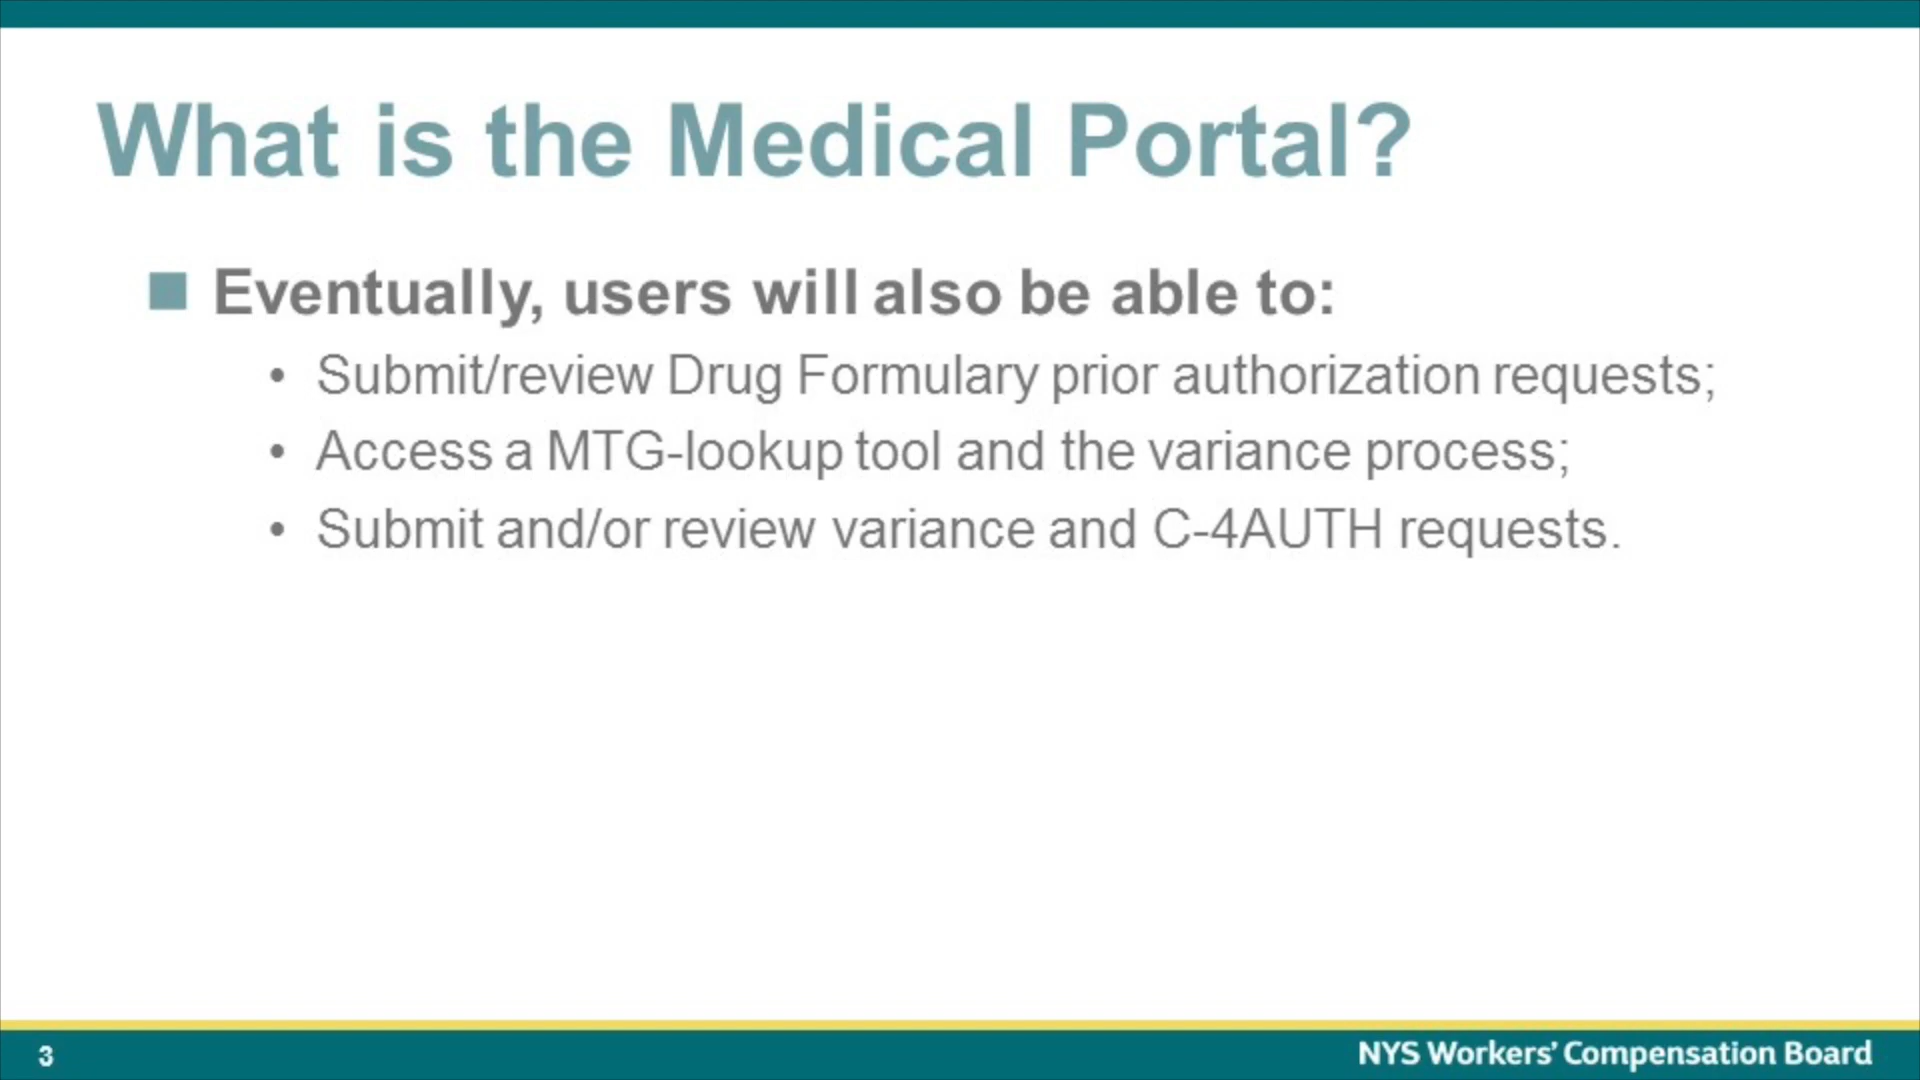 What is the Medical Portal?
Eventually, users will also be able to:
• Submit/review Drug Formulary prior authorization requests;
• Access a MTG-lookup tool and the variance process;
• Submit and/or review variance and C-4AUTH requests.
3
NYS Workers' Compensation Board